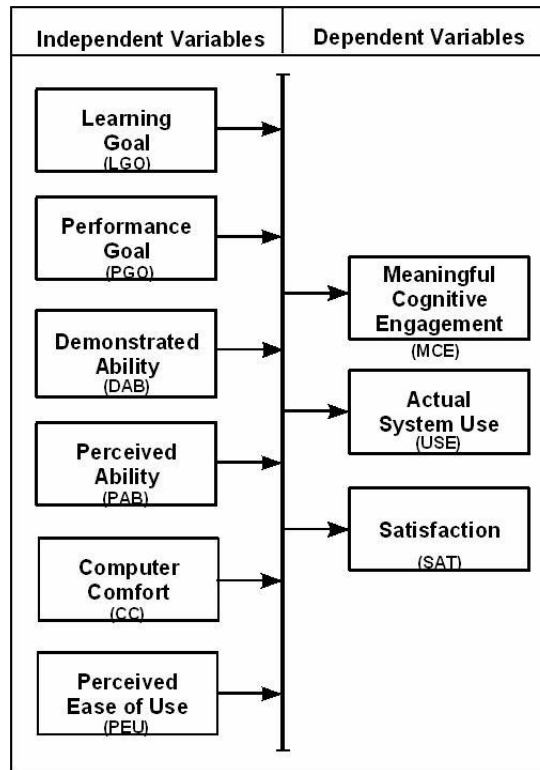 Independent Variables
Dependent Variables
Learning
Goal
(LGO)
Performance
Goal
(PGO)
Demonstrated
Ability
(DAB)
Perceived
Ability
(PAB)
Computer
Comfort
(CC)
Perceived
Ease of Use
(PEU)
Meaningful
Cognitive
Engagement
(MCE)
Actual
System Use
(USE)
Satisfaction
(SAT)